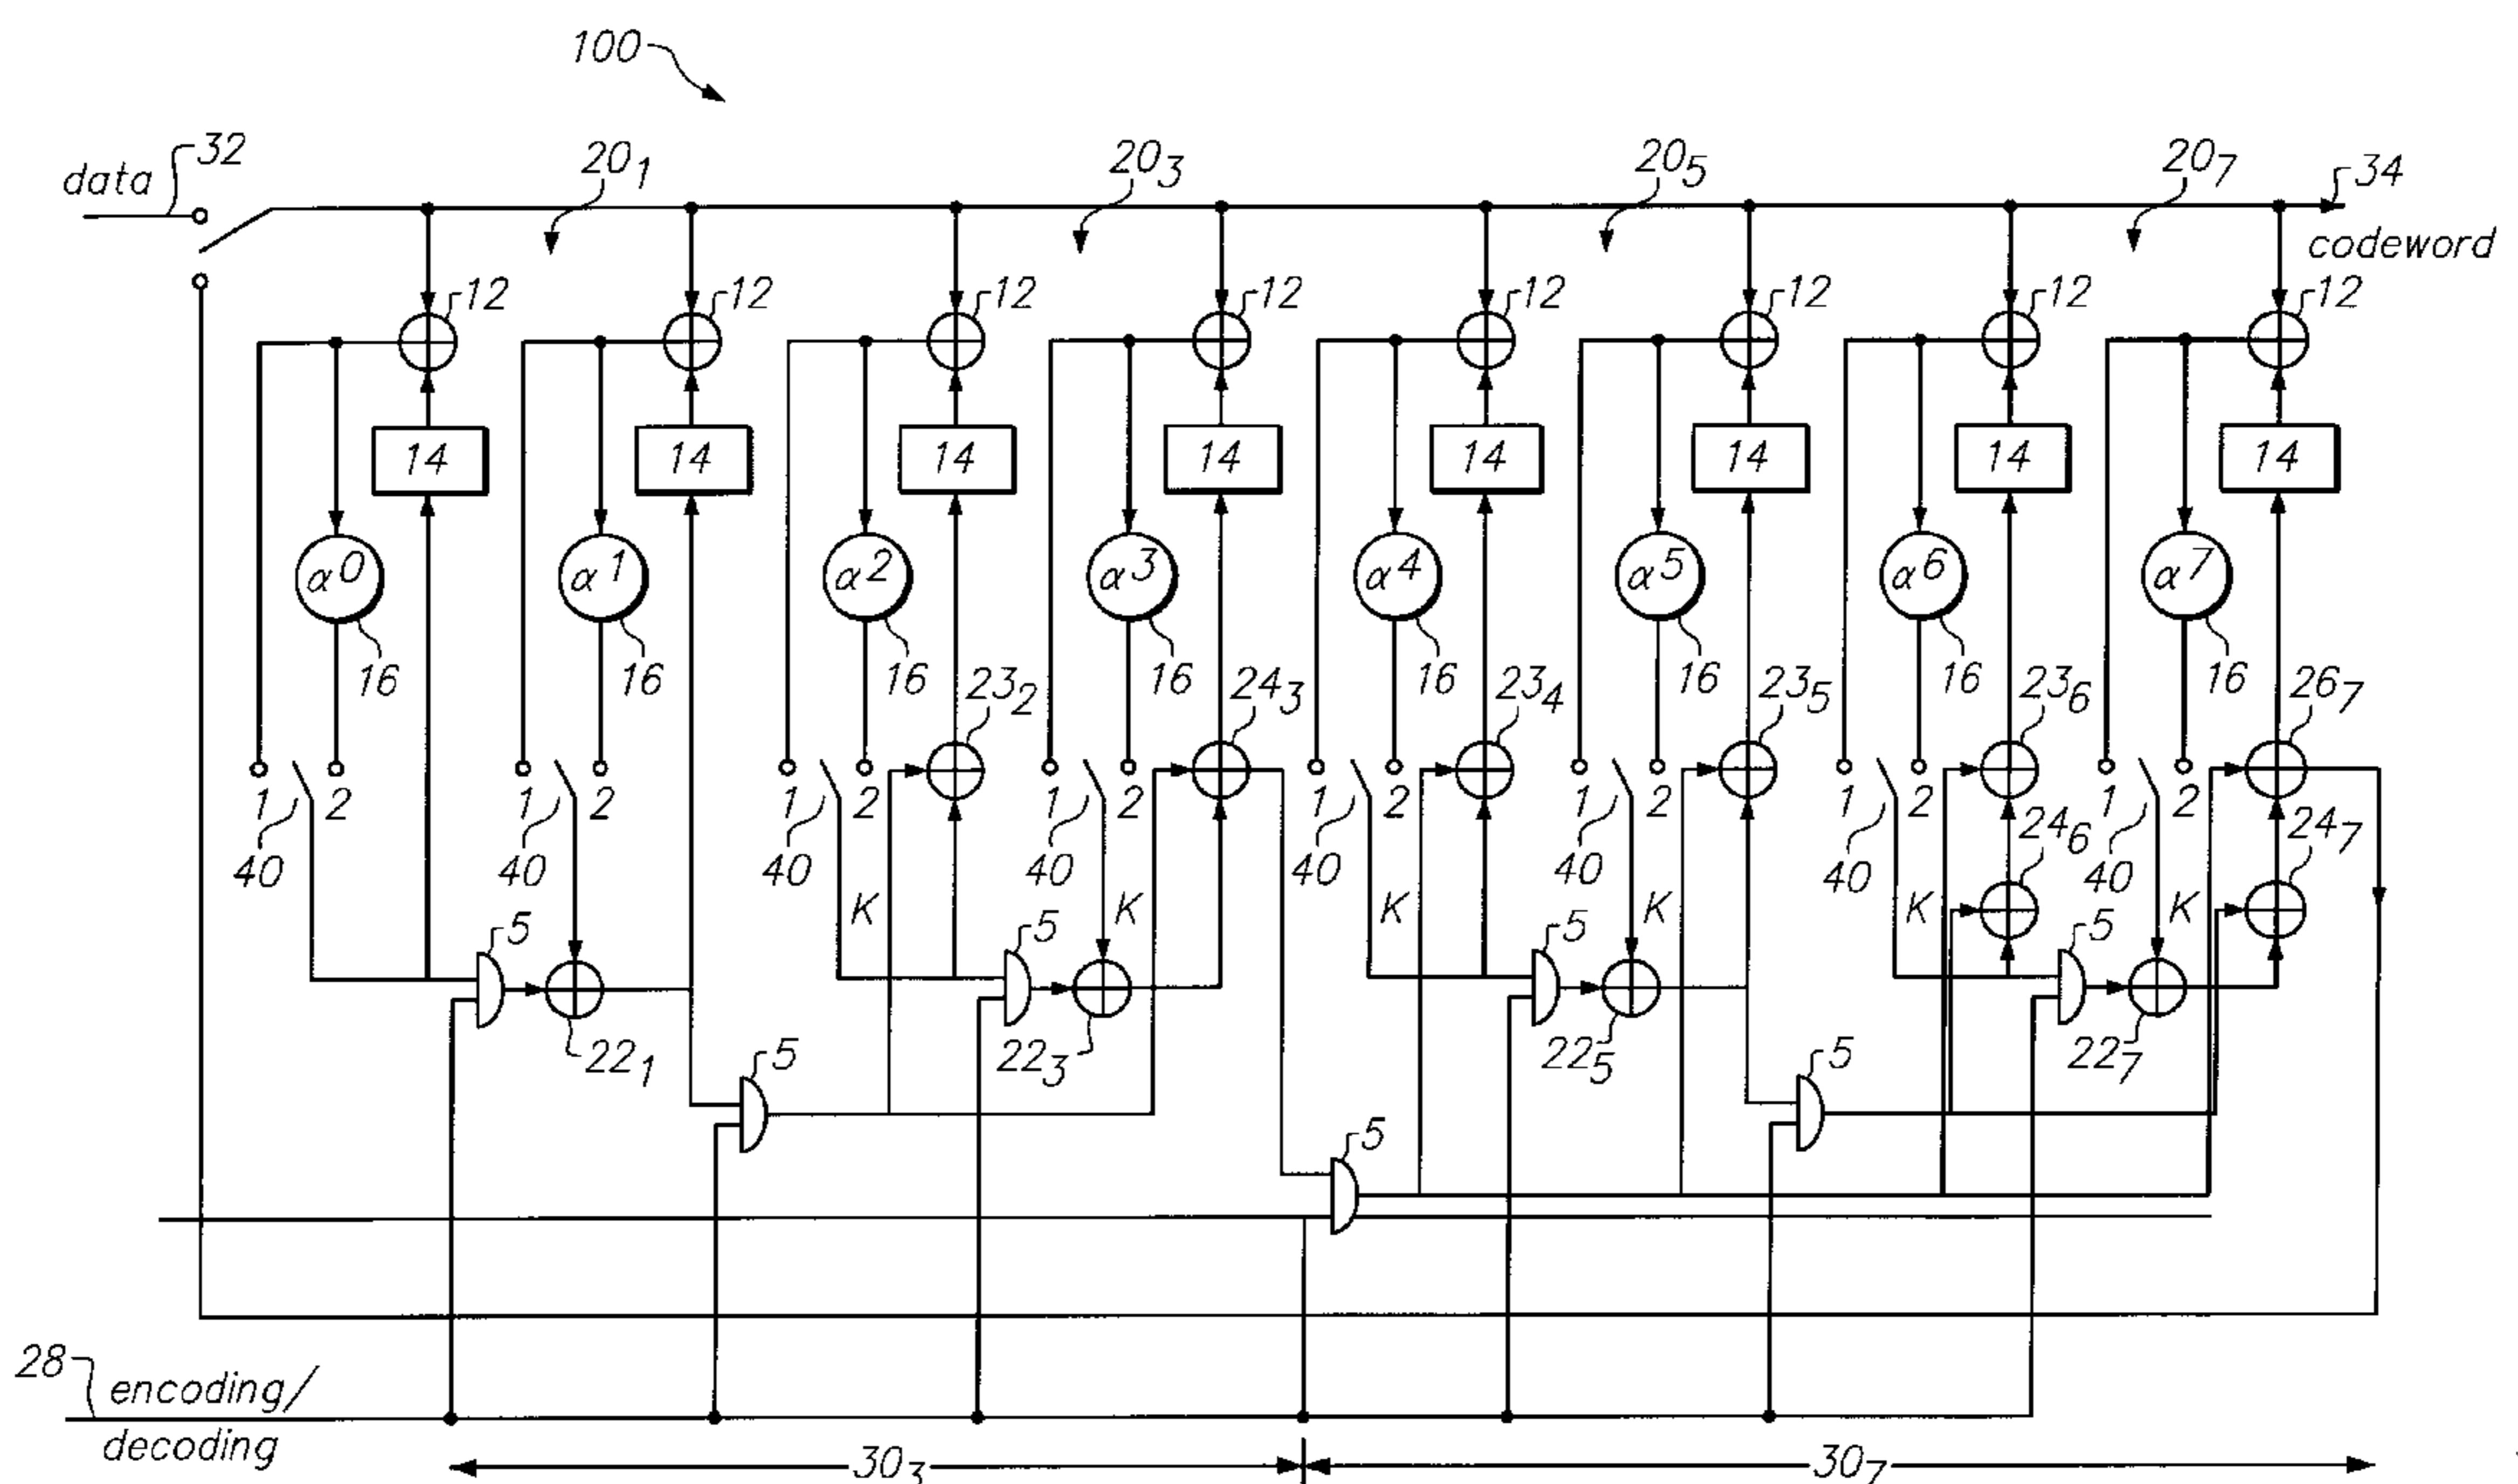 100
data
32
20₁
20₃
20₅
20₇
34
codeword
12 12 12 12 12 12 12 12
14 14 14 14 14 14 14 14
α⁰ α¹ α² α³ α⁴ α⁵ α⁶ α⁷
16 16 16 16 16 16 16 16
23₂ 24₃ 23₄ 23₅ 23₆ 26₇
1 2 1 2 1 2 1 2 1 2 1 2 1 2 1 2
24₆ 24₇
40 40 40 40 40 40 40 40
K K K K K K
5 5 5 5
22₁ 22₃ 22₅ 22₇
5 5
5
28
encoding/
decoding
30₃ 30₇